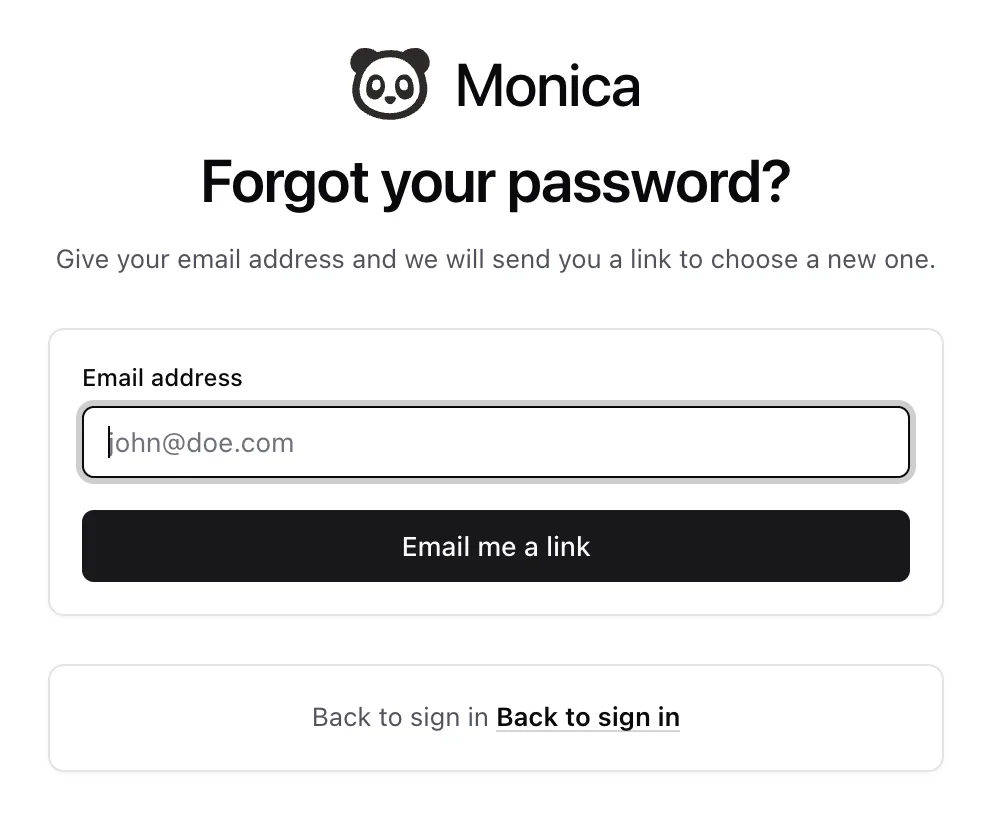 Monica
Forgot your password?
Give your email address and we will send you a link to choose a new one.
Email address
john@doe.com
Email me a link
Back to sign in Back to sign in